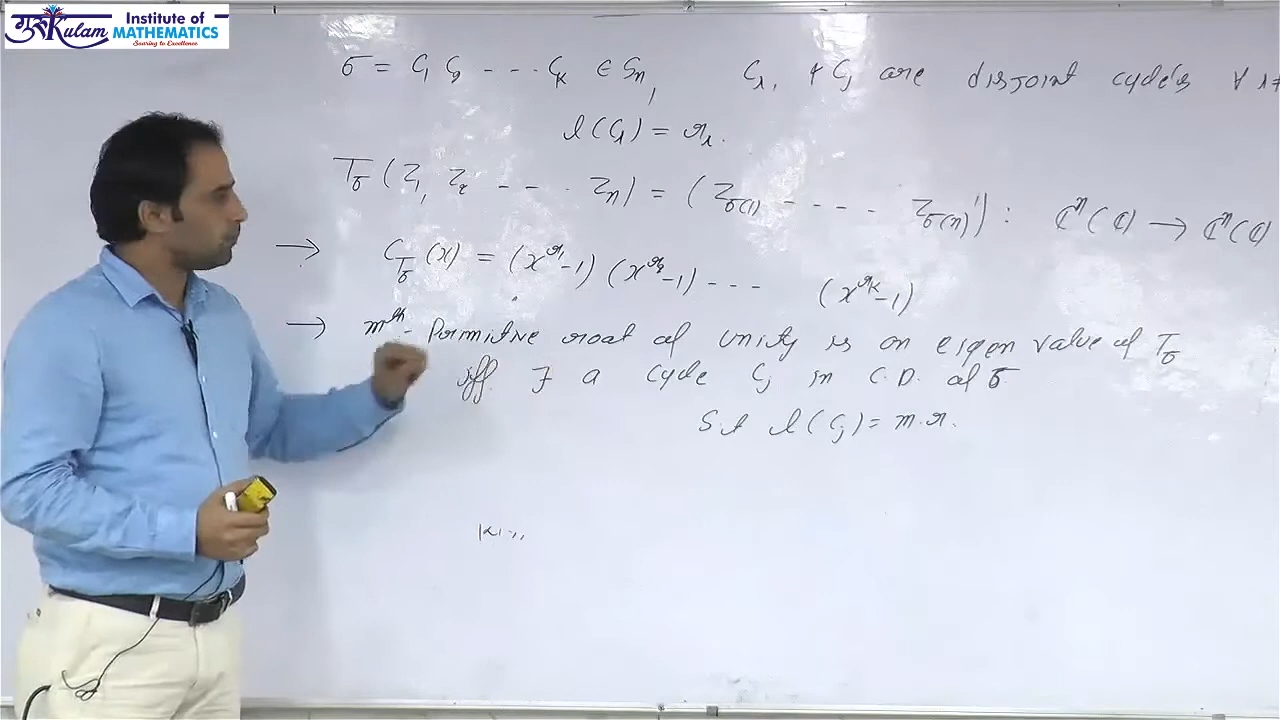 गुरुKulam Institute of MATHEMATICS
Soaring to Excellence
σ = C₁ C₂ --- Cₖ ∈ Sₙ, Cᵢ, & Cⱼ are disjoint cycle's ∀ i≠
l(Cᵢ) = rᵢ.
T_σ (Z₁, Z₂ --- Zₙ) = (Z_σ(1) ---- Z_σ(n)) : ℂⁿ(ℂ) → ℂⁿ(ℂ)
→ C_{T_σ}(x) = (x^{r₁}-1) (x^{r₂}-1) --- (x^{rₖ}-1)
→ mᵗʰ- Primitive root of unity is an eigen value of T_σ
iff ∃ a cycle Cⱼ in C.D. of σ
S.t l(Cⱼ) = m.r.